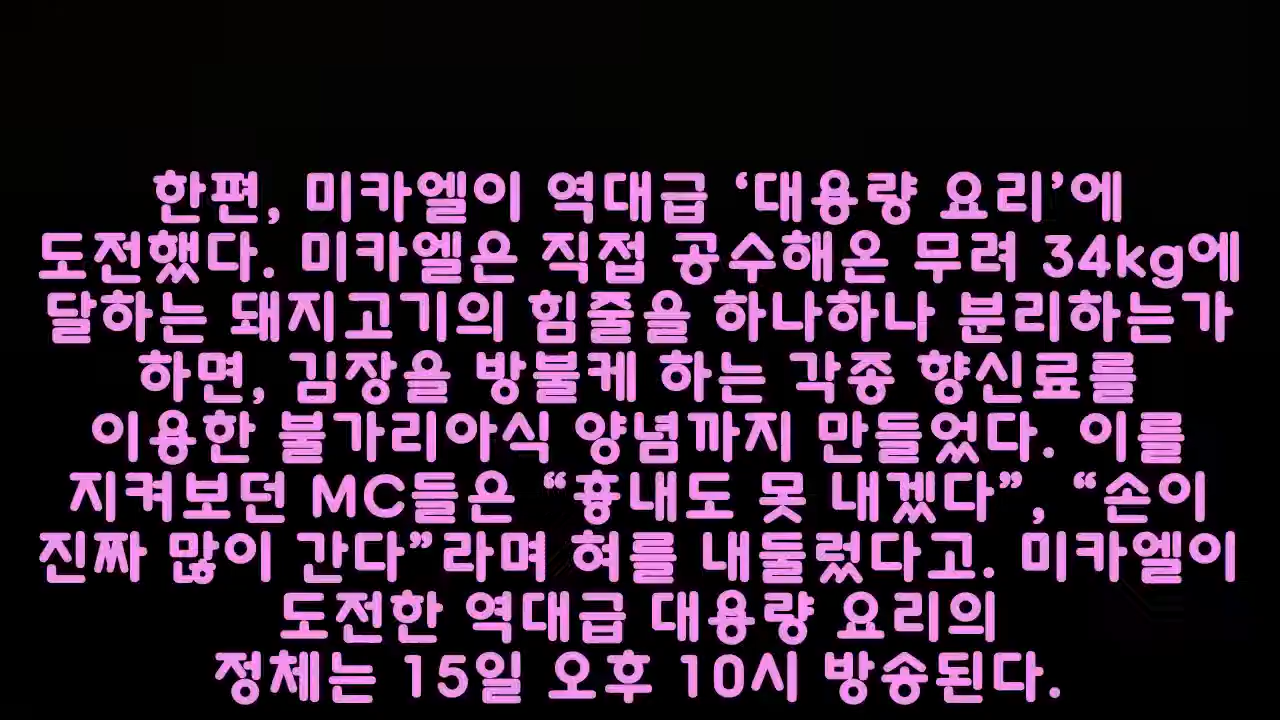 한편, 미카엘이 역대급 ‘대용량 요리’에
도전했다. 미카엘은 직접 공수해온 무려 34kg에
달하는 돼지고기의 힘줄을 하나하나 분리하는가
하면, 김장을 방불케 하는 각종 향신료를
이용한 불가리아식 양념까지 만들었다. 이를
지켜보던 MC들은 “흉내도 못 내겠다”, “손이
진짜 많이 간다”라며 혀를 내둘렀다고. 미카엘이
도전한 역대급 대용량 요리의
정체는 15일 오후 10시 방송된다.